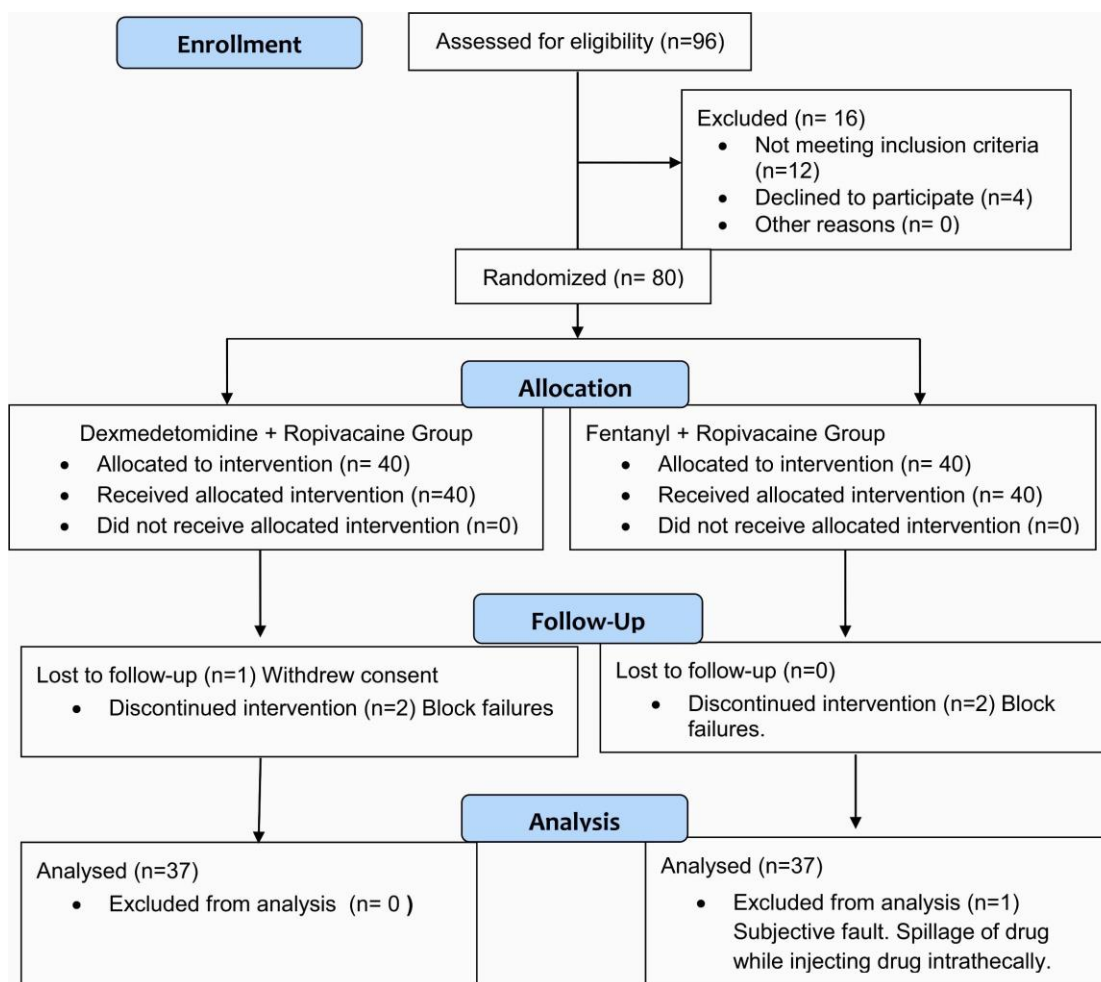 Enrollment
Assessed for eligibility (n=96)
Excluded (n= 16)
• Not meeting inclusion criteria
(n=12)
• Declined to participate (n=4)
• Other reasons (n= 0)
Randomized (n= 80)
Allocation
Dexmedetomidine + Ropivacaine Group
• Allocated to intervention (n= 40)
• Received allocated intervention (n=40)
• Did not receive allocated intervention (n=0)
Fentanyl + Ropivacaine Group
• Allocated to intervention (n= 40)
• Received allocated intervention (n= 40)
• Did not receive allocated intervention (n=0)
Follow-Up
Lost to follow-up (n=1) Withdrew consent
• Discontinued intervention (n=2) Block failures
Lost to follow-up (n=0)
• Discontinued intervention (n=2) Block
failures.
Analysis
Analysed (n=37)
• Excluded from analysis (n= 0 )
Analysed (n=37)
• Excluded from analysis (n=1)
Subjective fault. Spillage of drug
while injecting drug intrathecally.